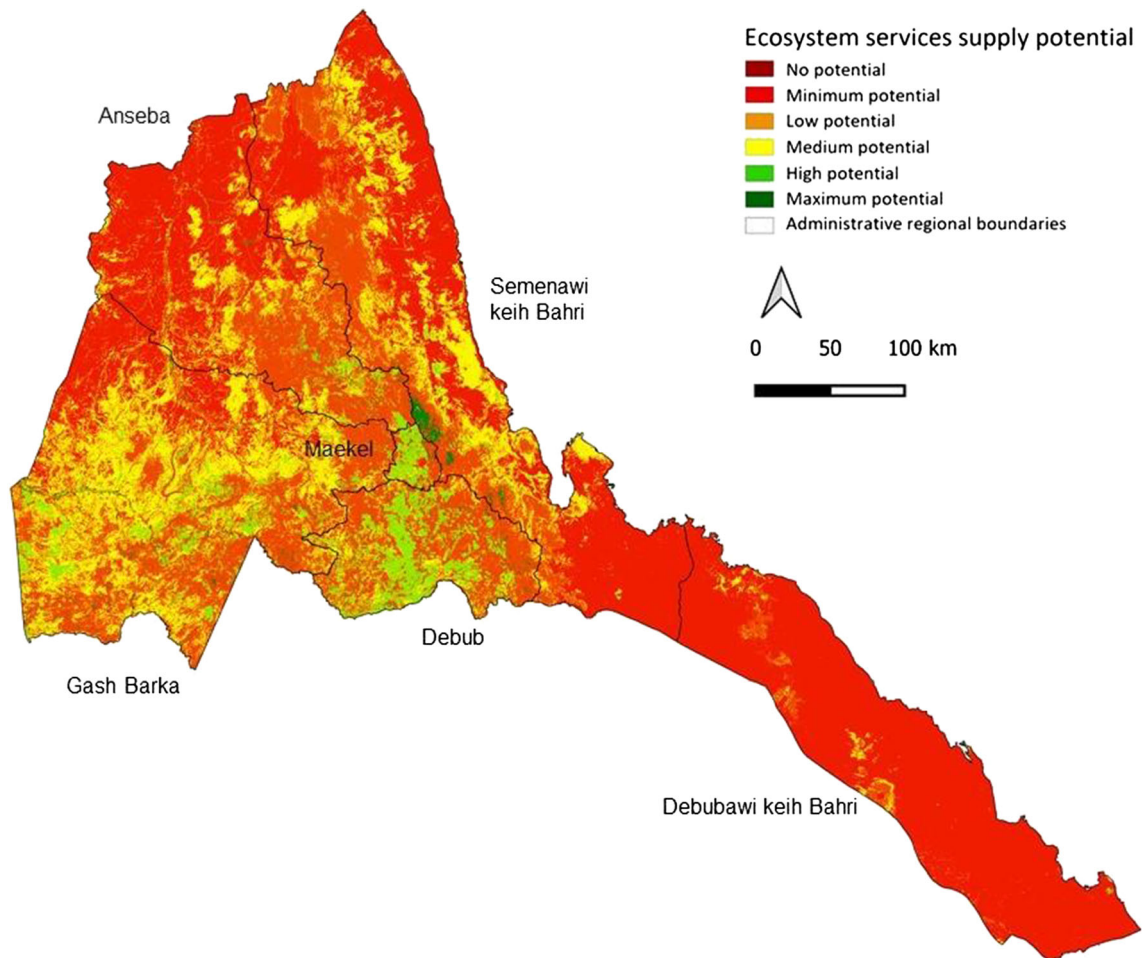 Ecosystem services supply potential
No potential
Minimum potential
Low potential
Medium potential
High potential
Maximum potential
Administrative regional boundaries
Anseba
Semenawi
keih Bahri
0 50 100 km
Maekel
Debub
Gash Barka
Debubawi keih Bahri